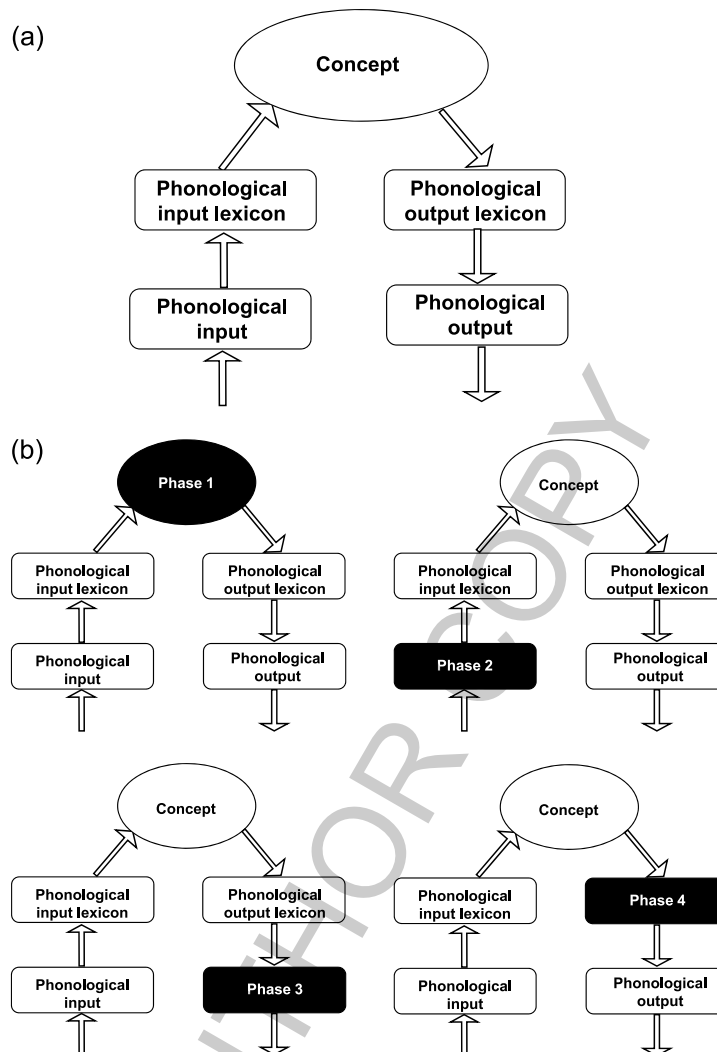 (a)
Concept
Phonological
input lexicon
Phonological
output lexicon
Phonological
input
Phonological
output
(b)
Phase 1
Phonological
input lexicon
Phonological
output lexicon
Phonological
input
Phonological
output
Concept
Phonological
input lexicon
Phonological
output lexicon
Phase 2
Phonological
output
Concept
Phonological
input lexicon
Phonological
output lexicon
Phonological
input
Phase 3
Concept
Phonological
input lexicon
Phase 4
Phonological
input
Phonological
output
THOR COPY